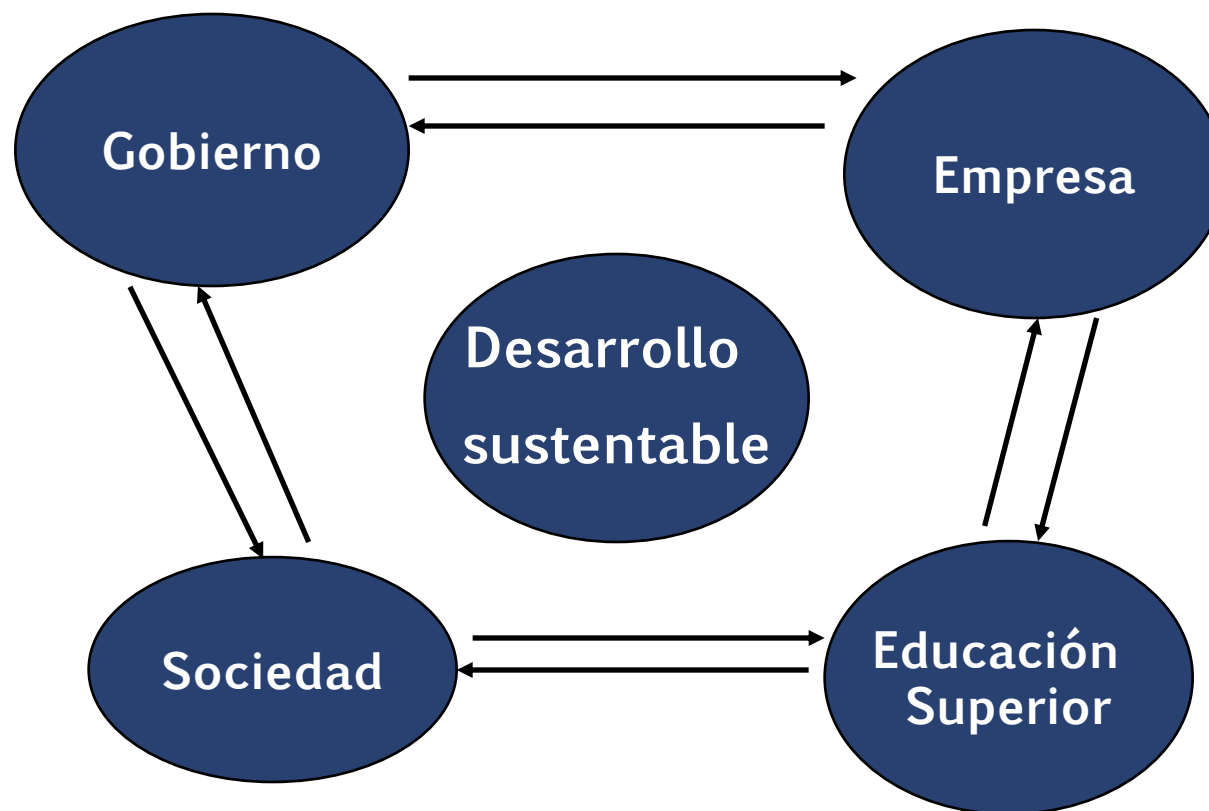 Gobierno
Empresa
Desarrollo
sustentable
Sociedad
Educación
Superior